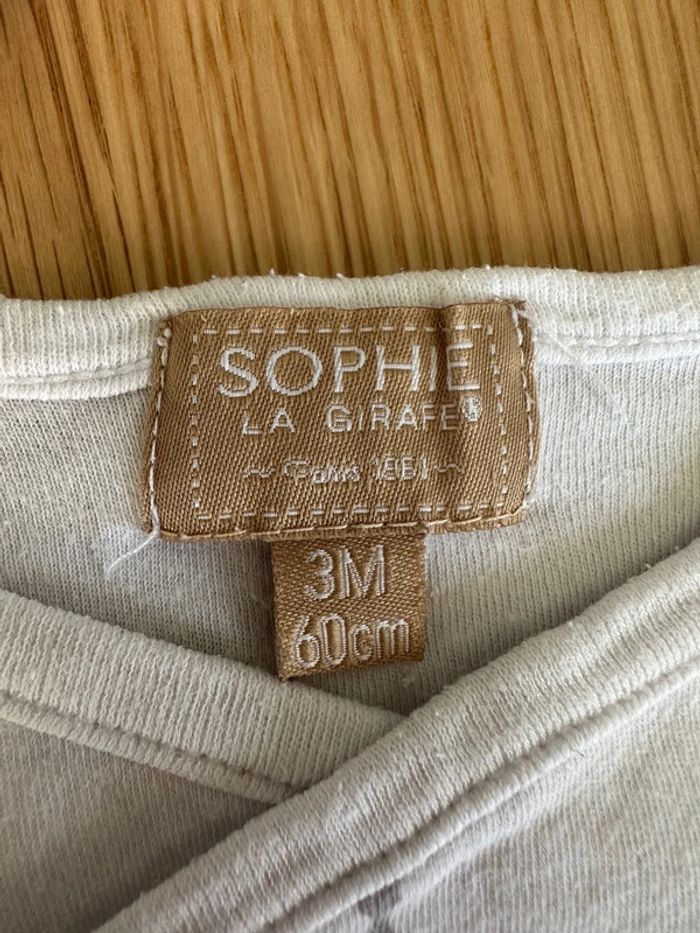 SOPHIE
LA GIRAFE®
~ Paris 1961 ~
3M
60cm